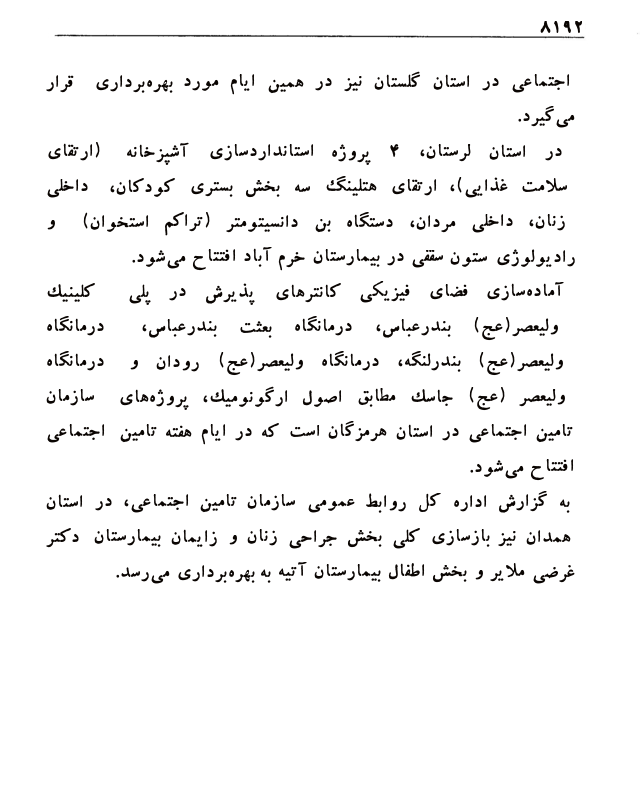 ۸۱۹۲
اجتماعی در استان گلستان نیز در همین ایام مورد بهره‌برداری قرار
می‌گیرد.
در استان لرستان، ۴ پروژه استانداردسازی آشپزخانه (ارتقای
سلامت غذایی)، ارتقای هتلینگ سه بخش بستری کودکان، داخلی
زنان، داخلی مردان، دستگاه بن دانسیتومتر (تراکم استخوان) و
رادیولوژی ستون سقفی در بیمارستان خرم آباد افتتاح می‌شود.
آماده‌سازی فضای فیزیکی کانترهای پذیرش در پلی کلینیک
ولیعصر(عج) بندرعباس، درمانگاه بعثت بندرعباس، درمانگاه
ولیعصر(عج) بندرلنگه، درمانگاه ولیعصر(عج) رودان و درمانگاه
ولیعصر (عج) جاسک مطابق اصول ارگونومیک، پروژه‌های سازمان
تامین اجتماعی در استان هرمزگان است که در ایام هفته تامین اجتماعی
افتتاح می‌شود.
به گزارش اداره کل روابط عمومی سازمان تامین اجتماعی، در استان
همدان نیز بازسازی کلی بخش جراحی زنان و زایمان بیمارستان دکتر
غرضی ملایر و بخش اطفال بیمارستان آتیه به بهره‌برداری می‌رسد.